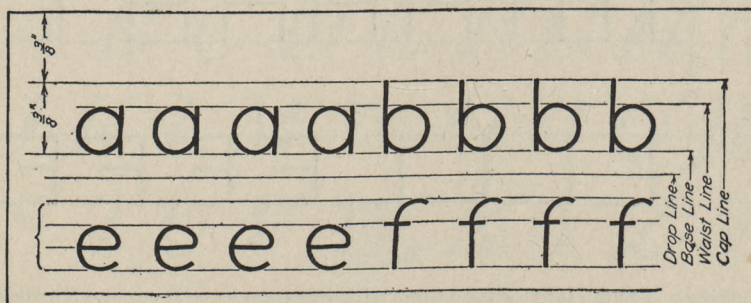 3/8"
3/8"
a a a a b b b b
e e e e f f f f
Drop Line
Base Line
Waist Line
Cap Line